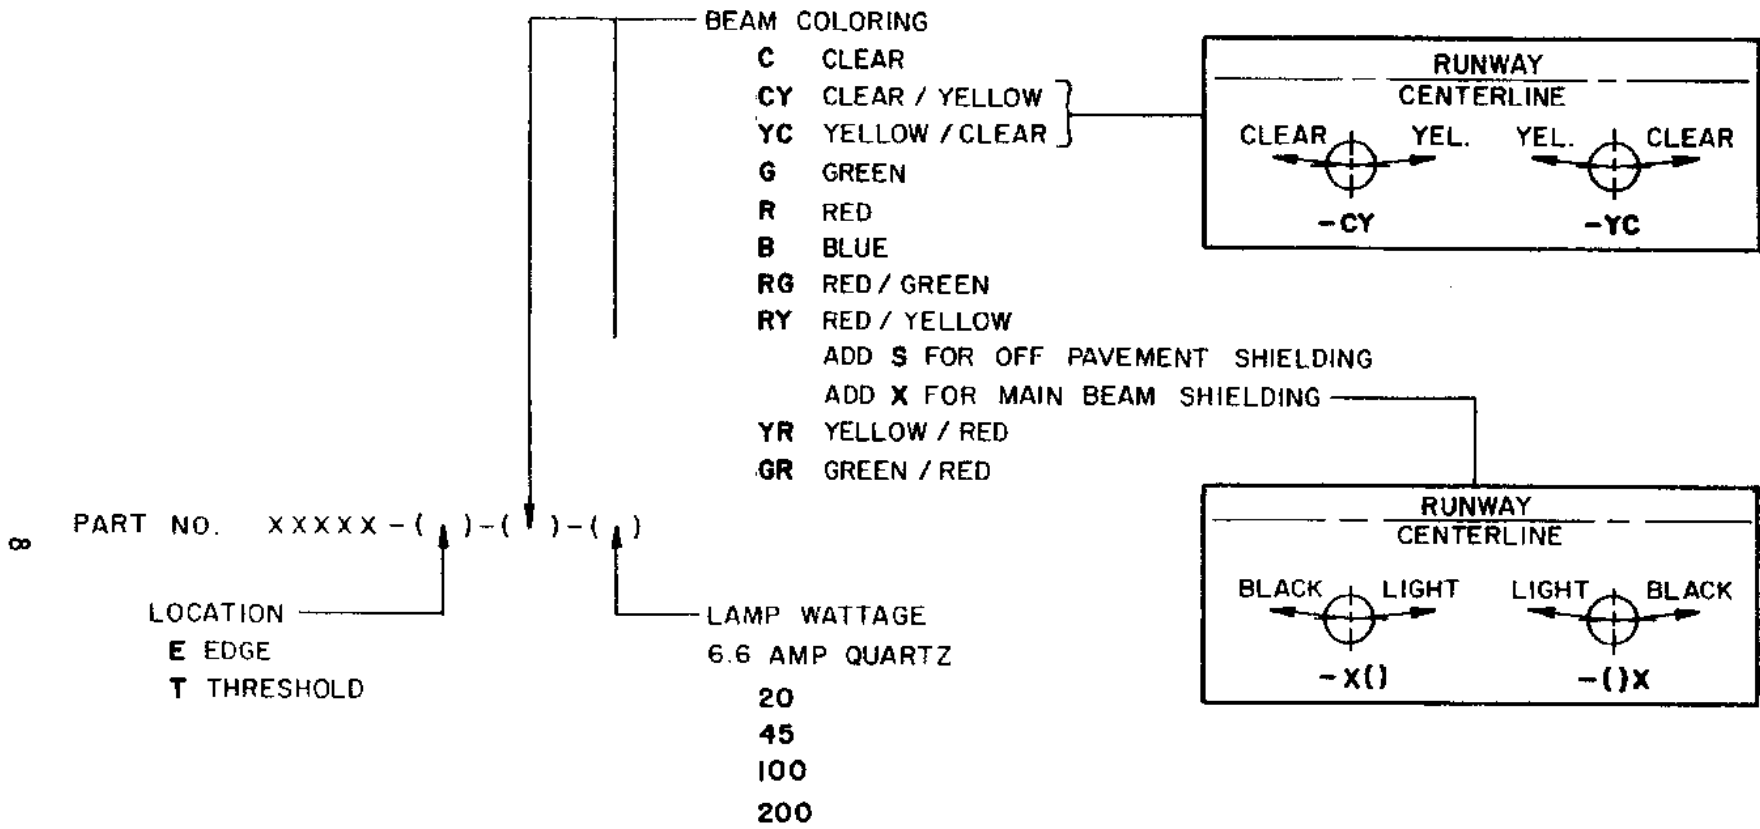 BEAM COLORING
C CLEAR
CY CLEAR / YELLOW
YC YELLOW / CLEAR
G GREEN
R RED
B BLUE
RG RED / GREEN
RY RED / YELLOW
ADD S FOR OFF PAVEMENT SHIELDING
ADD X FOR MAIN BEAM SHIELDING
YR YELLOW / RED
GR GREEN / RED
RUNWAY
CENTERLINE
CLEAR YEL. YEL. CLEAR
-CY -YC
RUNWAY
CENTERLINE
BLACK LIGHT LIGHT BLACK
-X() -()X
8
PART NO. XXXXX-( )-( )-( )
LOCATION
E EDGE
T THRESHOLD
LAMP WATTAGE
6.6 AMP QUARTZ
20
45
100
200